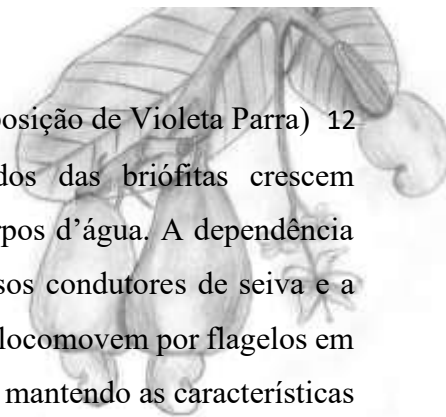 posição de Violeta Parra) 12
dos das briófitas crescem
rpos d’água. A dependência
sos condutores de seiva e a
locomovem por flagelos em
mantendo as características